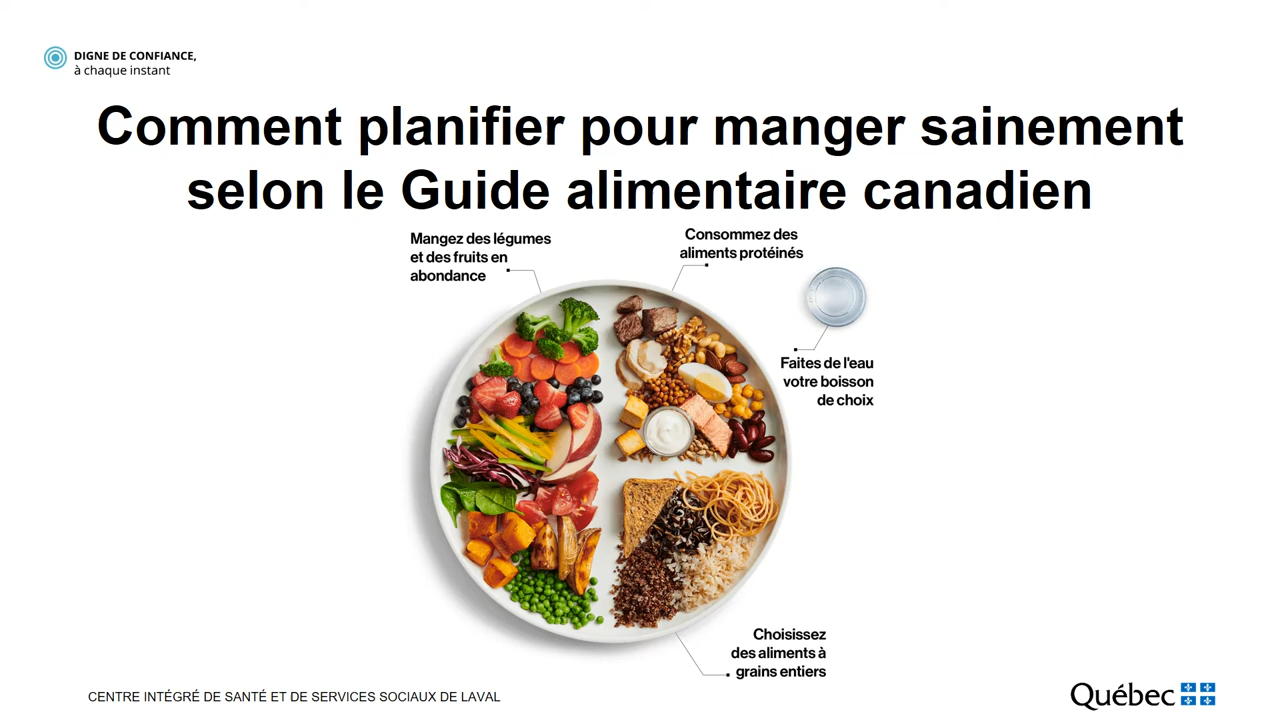 DIGNE DE CONFIANCE,
à chaque instant
Comment planifier pour manger sainement
selon le Guide alimentaire canadien
Mangez des légumes
et des fruits en
abondance
Consommez des
aliments protéinés
Faites de l'eau
votre boisson
de choix
Choisissez
des aliments à
grains entiers
CENTRE INTÉGRÉ DE SANTÉ ET DE SERVICES SOCIAUX DE LAVAL
Québec